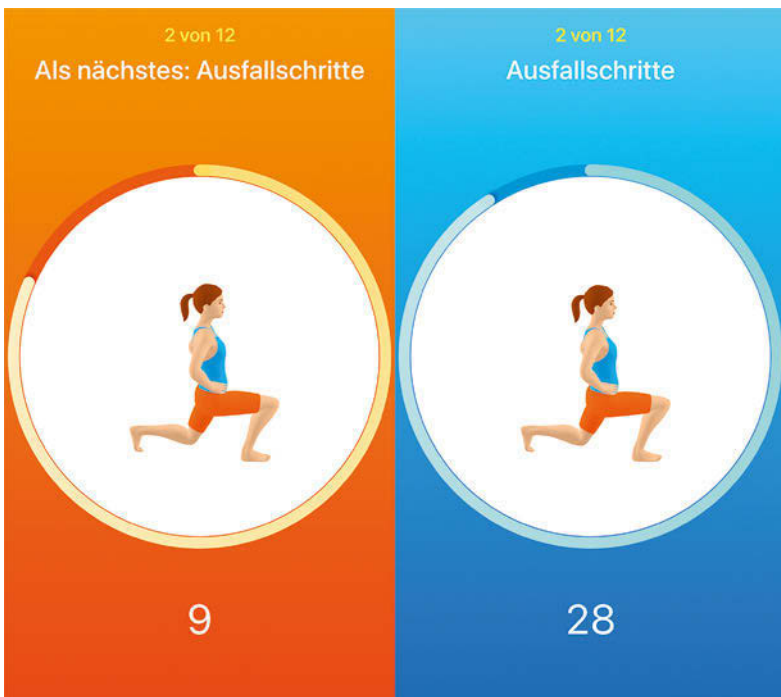 2 von 12
Als nächstes: Ausfallschritte
9
2 von 12
Ausfallschritte
28